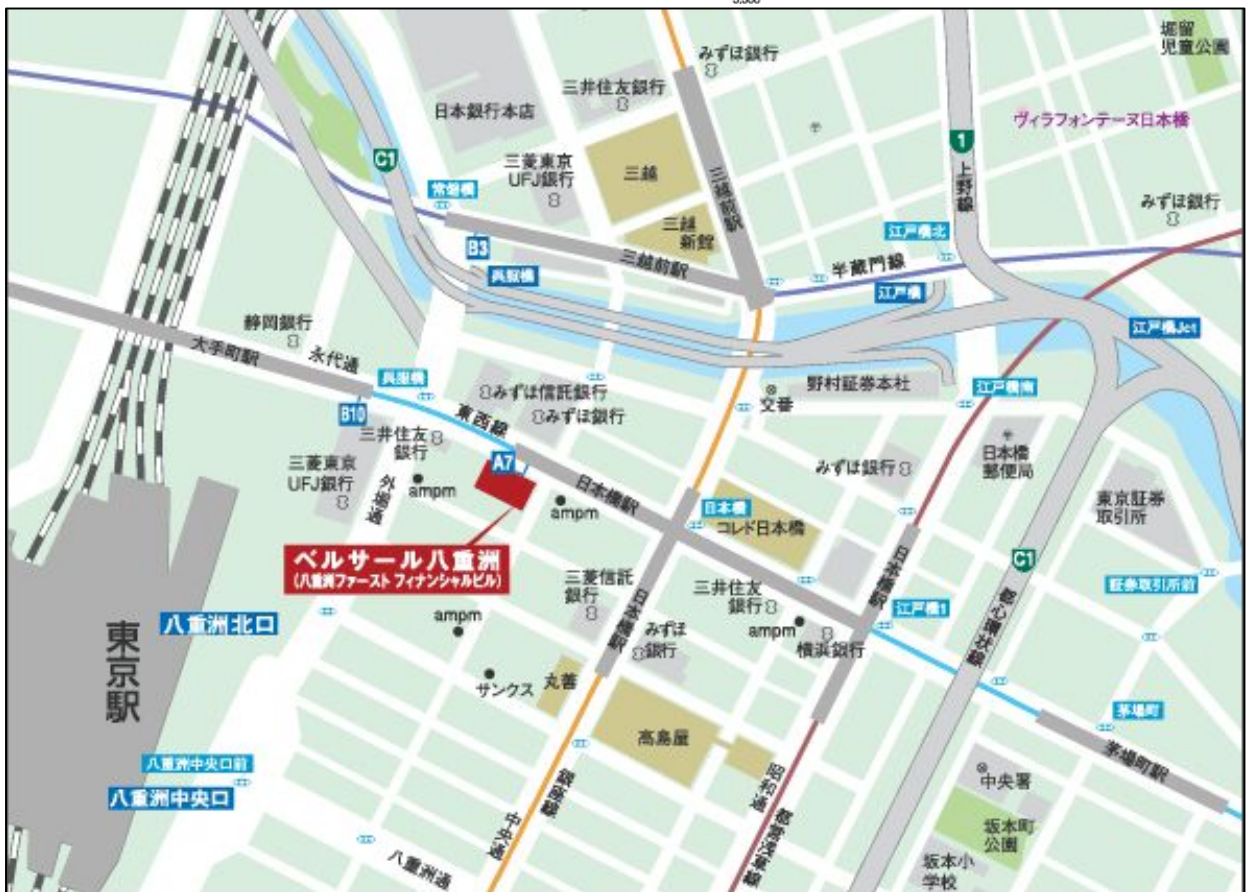 みずほ銀行
堀留
児童公園
三井住友銀行
日本銀行本店
ヴィラフォンテーヌ日本橋
C1
1
上野線
三菱東京
UFJ銀行
三越
三越前駅
常盤橋
みずほ銀行
三越
新館
江戸橋北
B3
三越前駅
半蔵門線
呉服橋
江戸橋
静岡銀行
江戸橋Jct
大手町駅
永代通
呉服橋
みずほ信託銀行
野村証券本社
江戸橋南
交番
B10
東西線
みずほ銀行
三井住友
銀行
日本橋
郵便局
三菱東京
UFJ銀行
A7
みずほ銀行
外堀通
ampm
日本橋駅
ampm
東京証券
取引所
日本橋
コレド日本橋
ベルサール八重洲
(八重洲ファースト フィナンシャルビル)
日本橋駅
C1
三菱信託
銀行
三井住友
銀行
証券取引所前
日本橋駅
江戸橋1
都心環状線
八重洲北口
ampm
みずほ
銀行
ampm
横浜銀行
東京駅
サンクス
丸善
茅場町
高島屋
茅場町駅
八重洲中央口前
八重洲中央口
銀座線
昭和通
中央署
中央通
都営浅草線
坂本町
公園
八重洲通
坂本小
学校